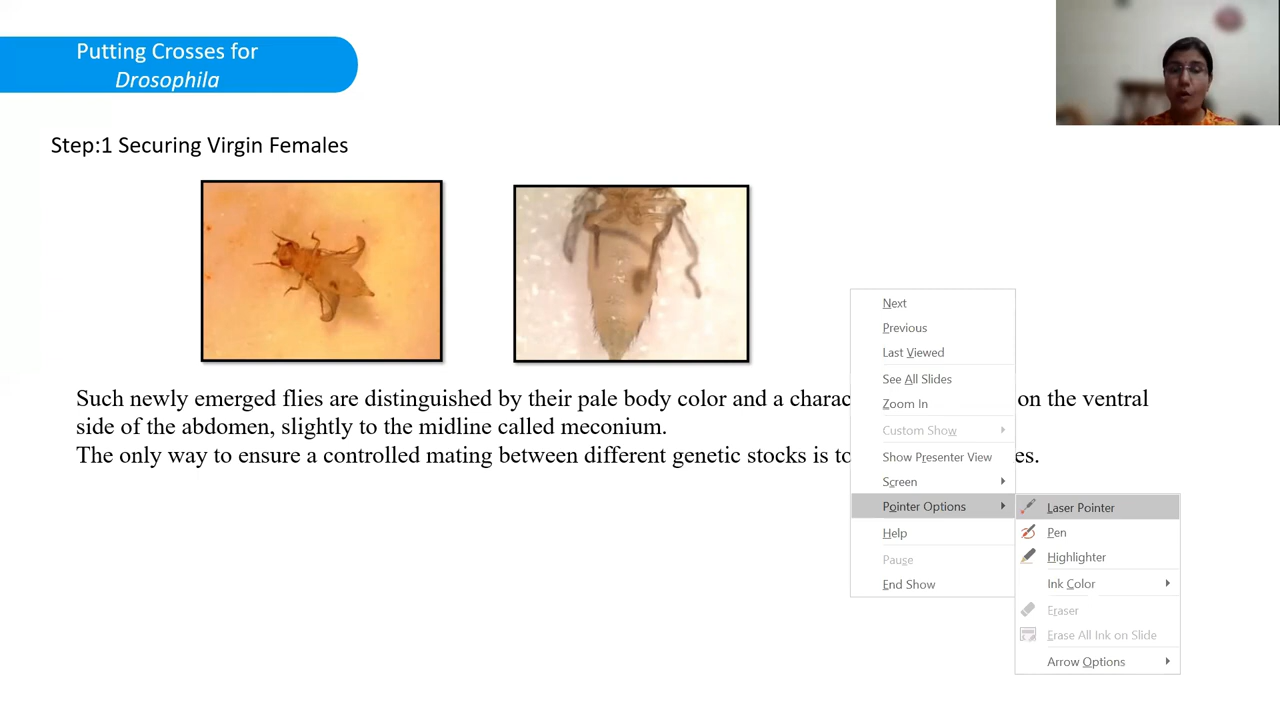 Putting Crosses for
Drosophila
Step:1 Securing Virgin Females
Such newly emerged flies are distinguished by their pale body color and a charac on the ventral
side of the abdomen, slightly to the midline called meconium.
The only way to ensure a controlled mating between different genetic stocks is to es.
Next
Previous
Last Viewed
See All Slides
Zoom In
Custom Show
Show Presenter View
Screen
Pointer Options
Help
Pause
End Show
Laser Pointer
Pen
Highlighter
Ink Color
Eraser
Erase All Ink on Slide
Arrow Options